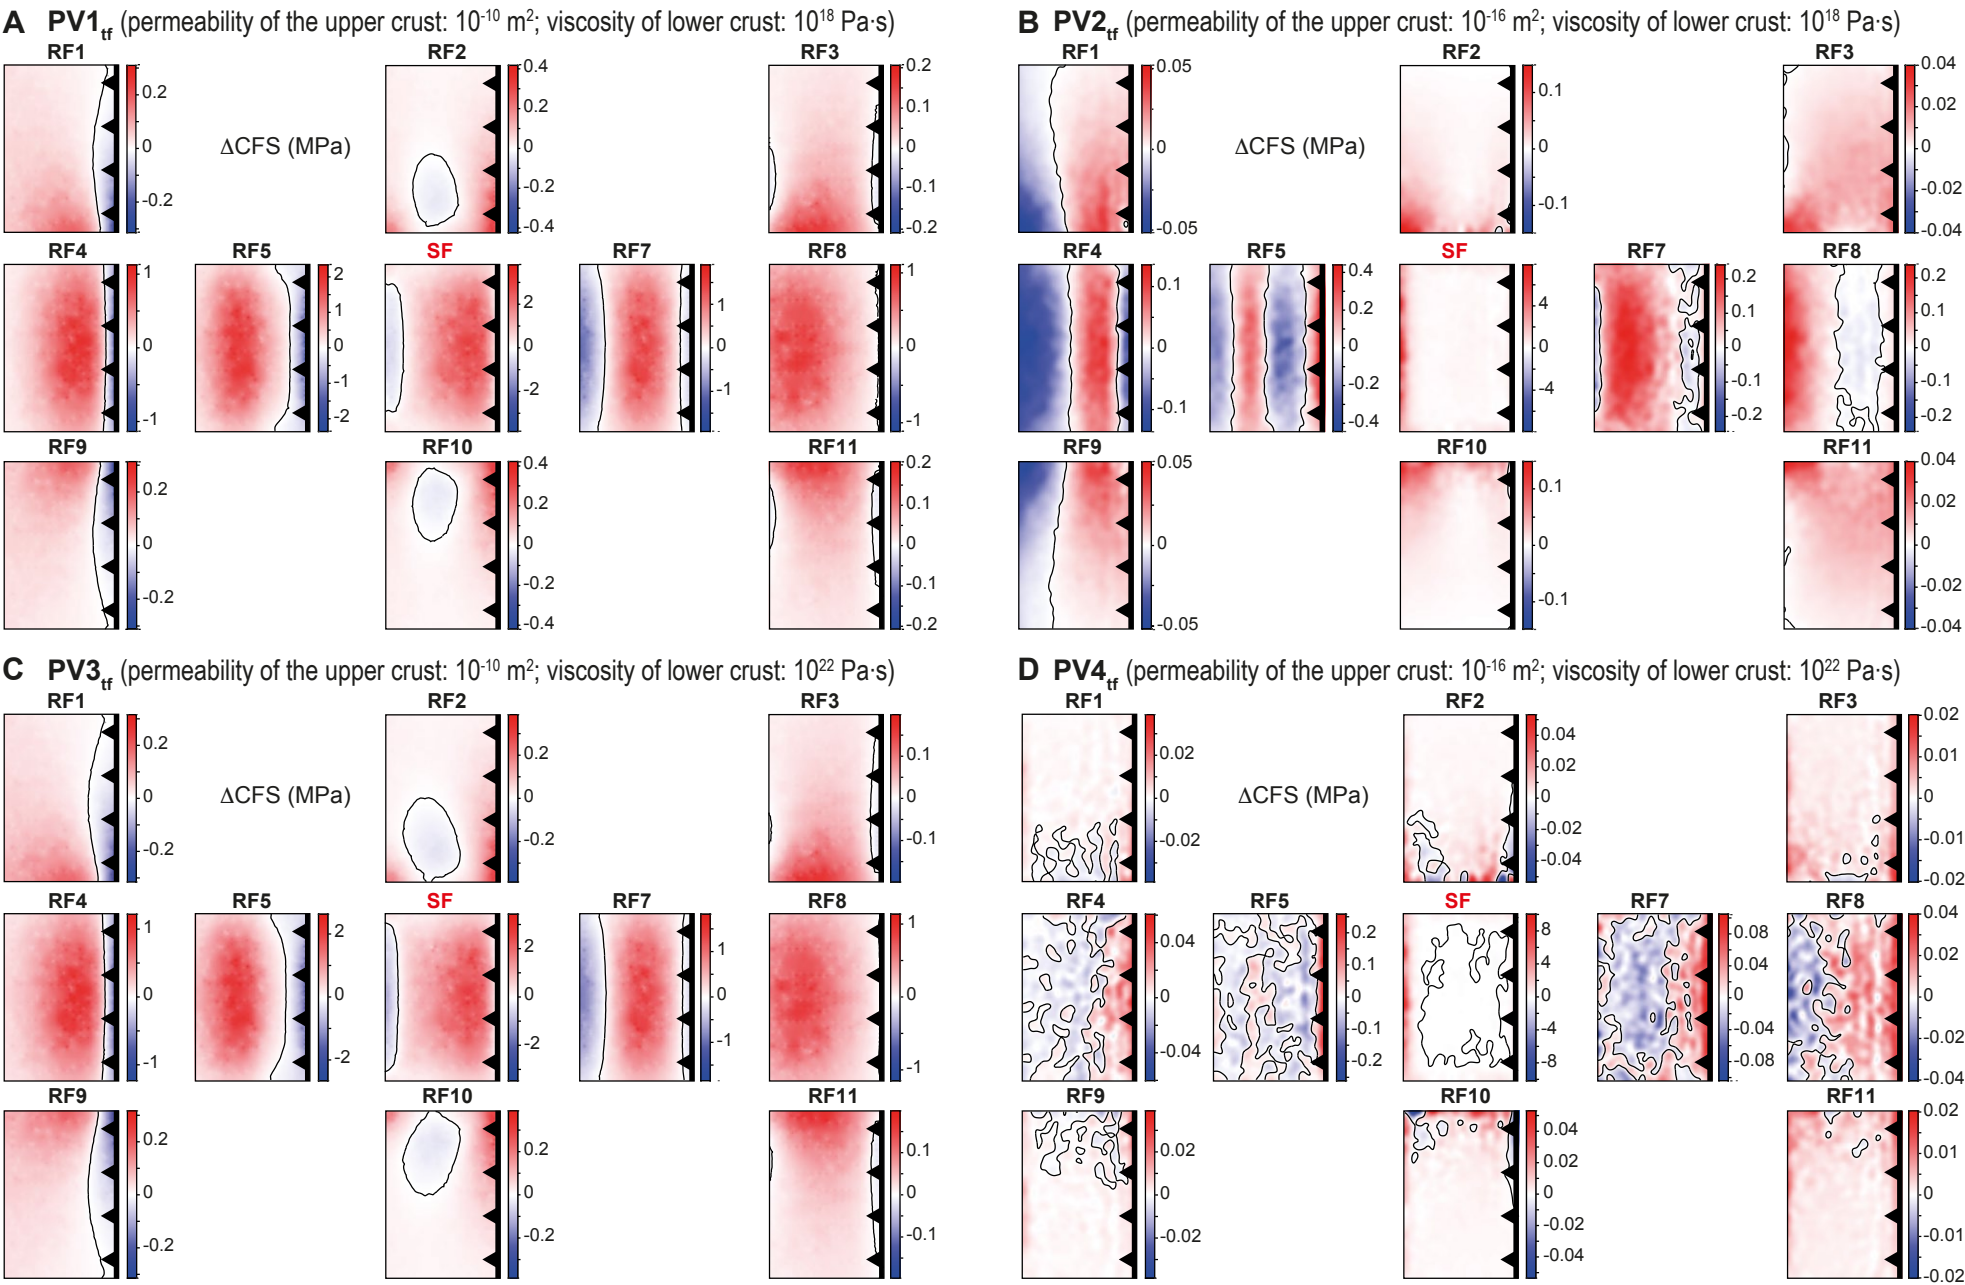 A PV1tf (permeability of the upper crust: 10-10 m2; viscosity of lower crust: 1018 Pa·s)
RF1 RF2 RF3
0.2 0 -0.2
ΔCFS (MPa)
0.4 0.2 0 -0.2 -0.4
0.2 0.1 0 -0.1 -0.2
RF4 RF5 SF RF7 RF8
1 0 -1
2 1 0 -1 -2
2 0 -2
1 0 -1
1 0 -1
RF9 RF10 RF11
0.2 0 -0.2
0.4 0.2 0 -0.2 -0.4
0.2 0.1 0 -0.1 -0.2
B PV2tf (permeability of the upper crust: 10-16 m2; viscosity of lower crust: 1018 Pa·s)
RF1 RF2 RF3
0.05 0 -0.05
ΔCFS (MPa)
0.1 0 -0.1
0.04 0.02 0 -0.02 -0.04
RF4 RF5 SF RF7 RF8
0.1 0 -0.1
0.4 0.2 0 -0.2 -0.4
4 0 -4
0.2 0.1 0 -0.1 -0.2
0.2 0.1 0 -0.1 -0.2
RF9 RF10 RF11
0.05 0 -0.05
0.1 0 -0.1
0.04 0.02 0 -0.02 -0.04
C PV3tf (permeability of the upper crust: 10-10 m2; viscosity of lower crust: 1022 Pa·s)
RF1 RF2 RF3
0.2 0 -0.2
ΔCFS (MPa)
0.2 0 -0.2
0.1 0 -0.1
RF4 RF5 SF RF7 RF8
1 0 -1
2 0 -2
2 0 -2
1 0 -1
1 0 -1
RF9 RF10 RF11
0.2 0 -0.2
0.2 0 -0.2
0.1 0 -0.1
D PV4tf (permeability of the upper crust: 10-16 m2; viscosity of lower crust: 1022 Pa·s)
RF1 RF2 RF3
0.02 0 -0.02
ΔCFS (MPa)
0.04 0.02 0 -0.02 -0.04
0.02 0.01 0 -0.01 -0.02
RF4 RF5 SF RF7 RF8
0.04 0 -0.04
0.2 0.1 0 -0.1 -0.2
8 4 0 -4 -8
0.08 0.04 0 -0.04 -0.08
0.04 0.02 0 -0.02 -0.04
RF9 RF10 RF11
0.02 0 -0.02
0.04 0.02 0 -0.02 -0.04
0.02 0.01 0 -0.01 -0.02